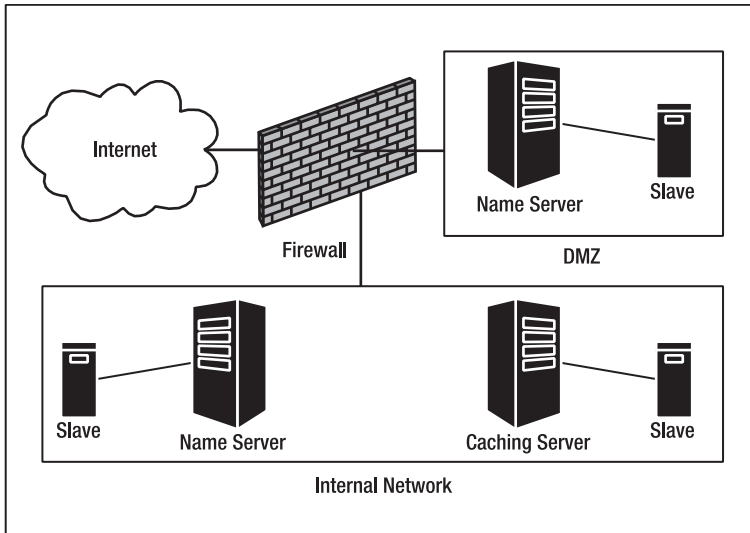 Internet
Firewall
Name Server
Slave
DMZ
Slave
Name Server
Caching Server
Slave
Internal Network